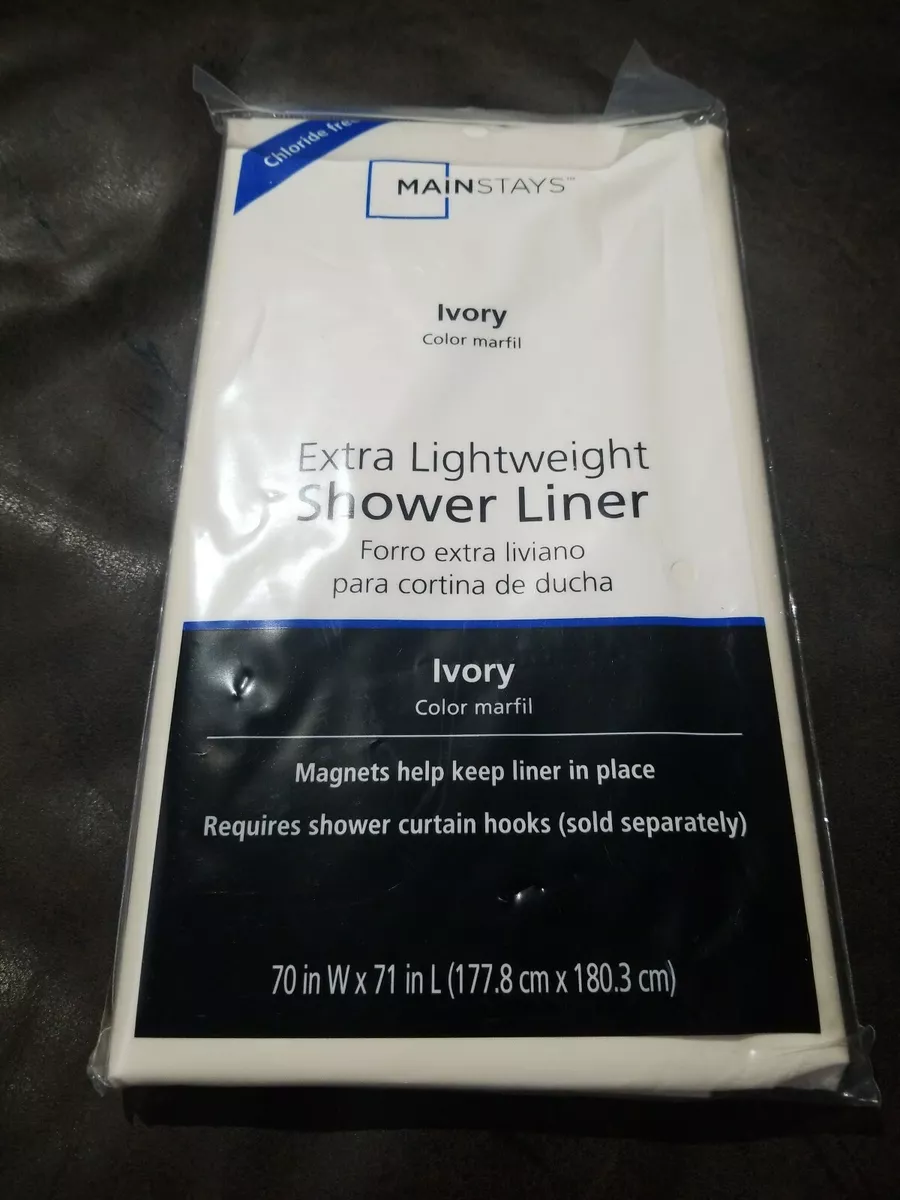 Chloride free
MAINSTAYS™
Ivory
Color marfil
Extra Lightweight
Shower Liner
Forro extra liviano
para cortina de ducha
Ivory
Color marfil
Magnets help keep liner in place
Requires shower curtain hooks (sold separately)
70 in W x 71 in L (177.8 cm x 180.3 cm)